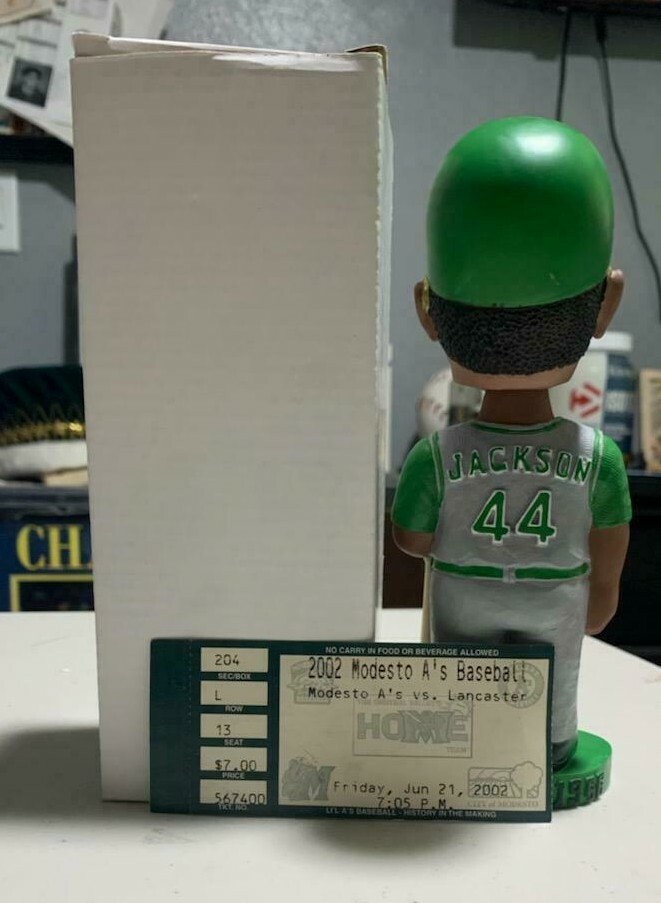 JACKSON
44
CH
204
SEC/BOX
L
ROW
13
SEAT
$7.00
PRICE
567400
TKT. NO.
NO CARRY IN FOOD OR BEVERAGE ALLOWED
2002 Modesto A's Baseball
Modesto A's vs. Lancaster
HOME
TEAM
Friday, Jun 21, 2002
7:05 P.M.
CITY of MODESTO
LI'L A'S BASEBALL - HISTORY IN THE MAKING